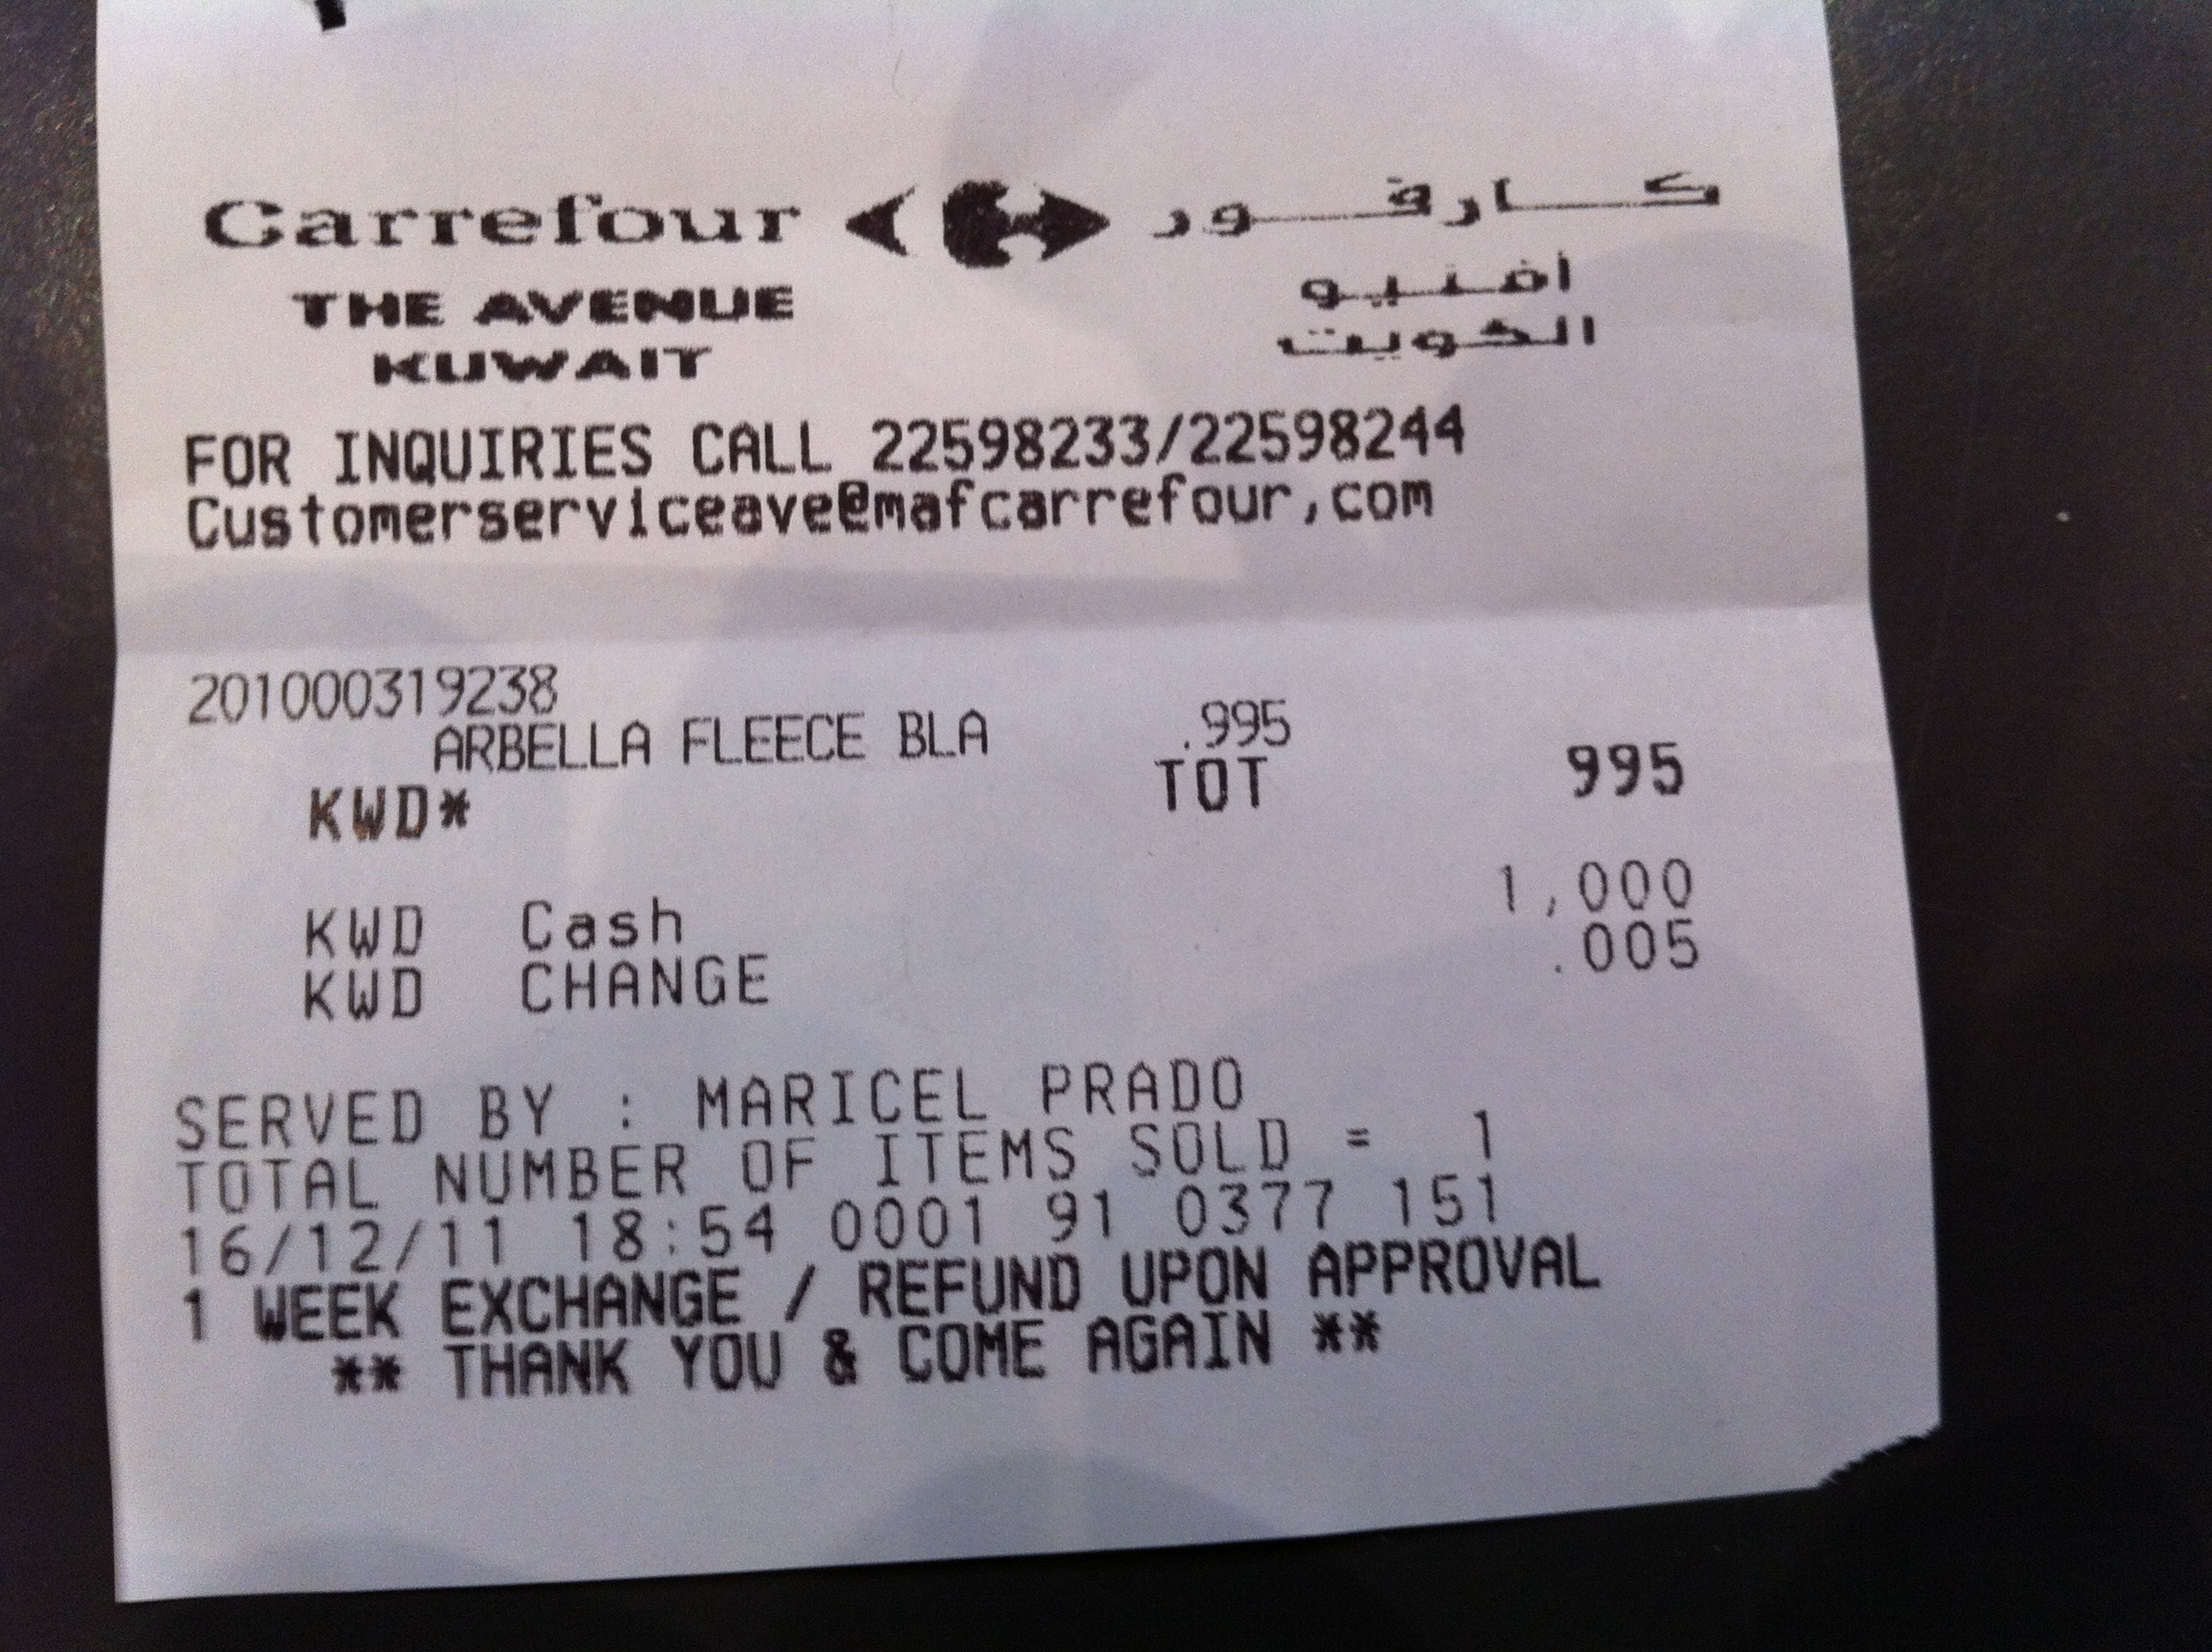 Carrefour كارفور
THE AVENUE أفنيو
KUWAIT الكويت
FOR INQUIRIES CALL 22598233/22598244
Customerserviceave@mafcarrefour,com
201000319238
ARBELLA FLEECE BLA .995
KWD* TOT 995
KWD Cash 1,000
KWD CHANGE .005
SERVED BY : MARICEL PRADO
TOTAL NUMBER OF ITEMS SOLD = 1
16/12/11 18:54 0001 91 0377 151
1 WEEK EXCHANGE / REFUND UPON APPROVAL
** THANK YOU & COME AGAIN **